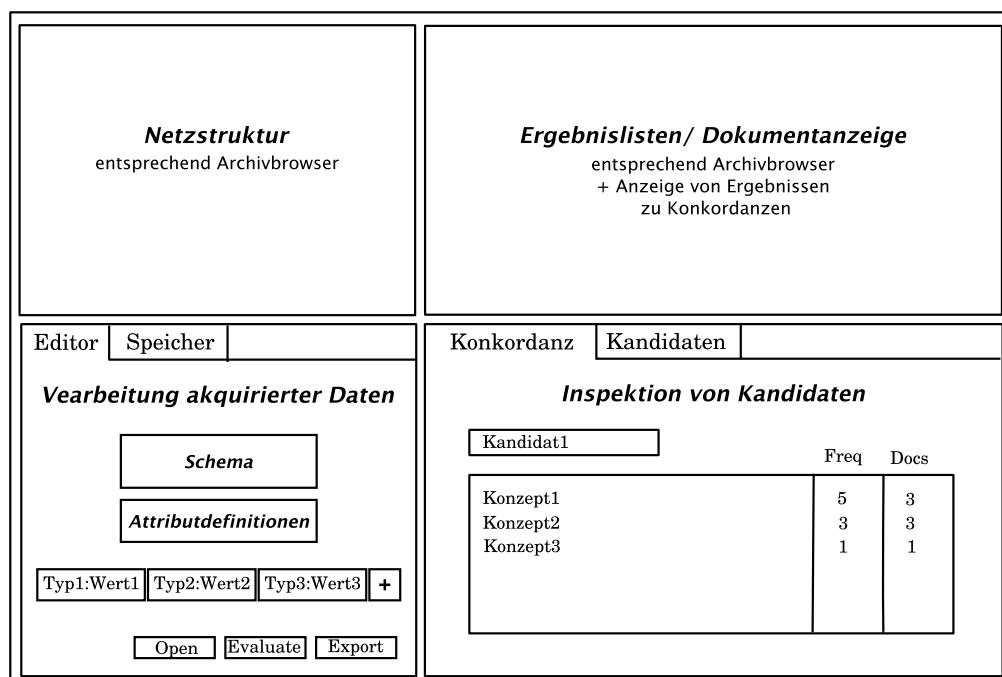 Netzstruktur
entsprechend Archivbrowser
Ergebnislisten/ Dokumentanzeige
entsprechend Archivbrowser
+ Anzeige von Ergebnissen
zu Konkordanzen
Editor Speicher
Vearbeitung akquirierter Daten
Schema
Attributdefinitionen
Typ1:Wert1 Typ2:Wert2 Typ3:Wert3 +
Open Evaluate Export
Konkordanz Kandidaten
Inspektion von Kandidaten
Kandidat1
Freq Docs
Konzept1 5 3
Konzept2 3 3
Konzept3 1 1